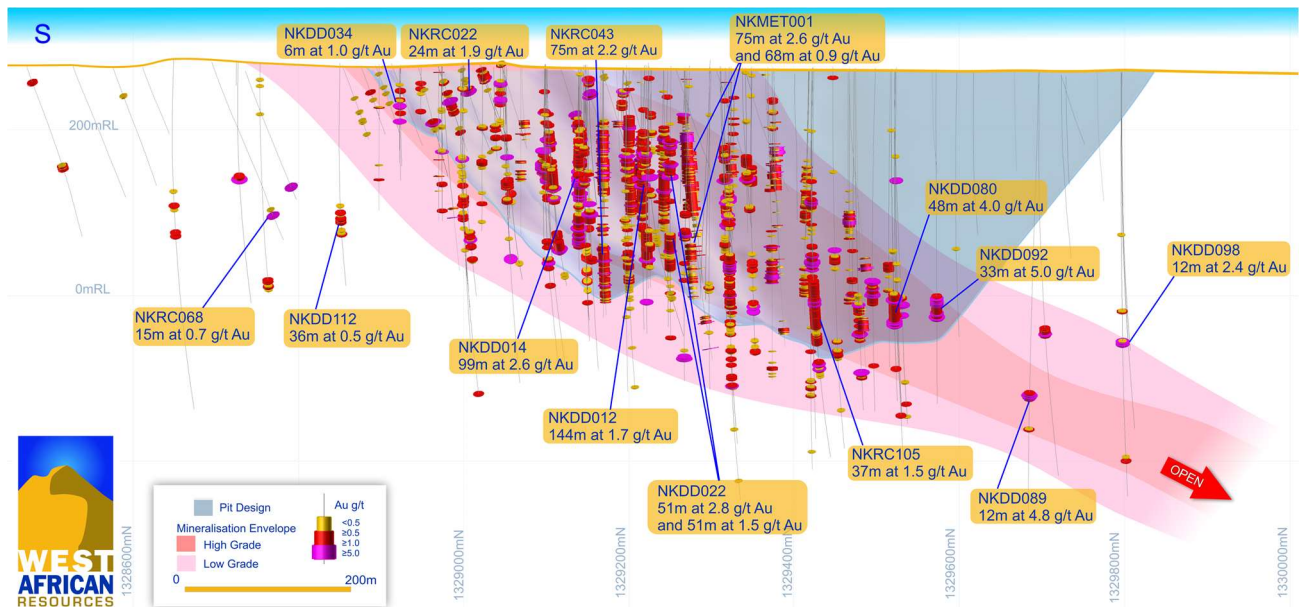 S
NKDD034
6m at 1.0 g/t Au
NKRC022
24m at 1.9 g/t Au
NKRC043
75m at 2.2 g/t Au
NKMET001
75m at 2.6 g/t Au
and 68m at 0.9 g/t Au
200mRL
NKDD080
48m at 4.0 g/t Au
NKDD092
33m at 5.0 g/t Au
NKDD098
12m at 2.4 g/t Au
0mRL
NKRC068
15m at 0.7 g/t Au
NKDD112
36m at 0.5 g/t Au
NKDD014
99m at 2.6 g/t Au
NKDD012
144m at 1.7 g/t Au
NKDD022
51m at 2.8 g/t Au
and 51m at 1.5 g/t Au
NKRC105
37m at 1.5 g/t Au
NKDD089
12m at 4.8 g/t Au
OPEN
WEST
AFRICAN
RESOURCES
Pit Design
Mineralisation Envelope
High Grade
Low Grade
Au g/t
<0.5
≥0.5
≥1.0
≥5.0
0
200m
1328600mN
1329000mN
1329200mN
1329400mN
1329600mN
1329800mN
1330000mN